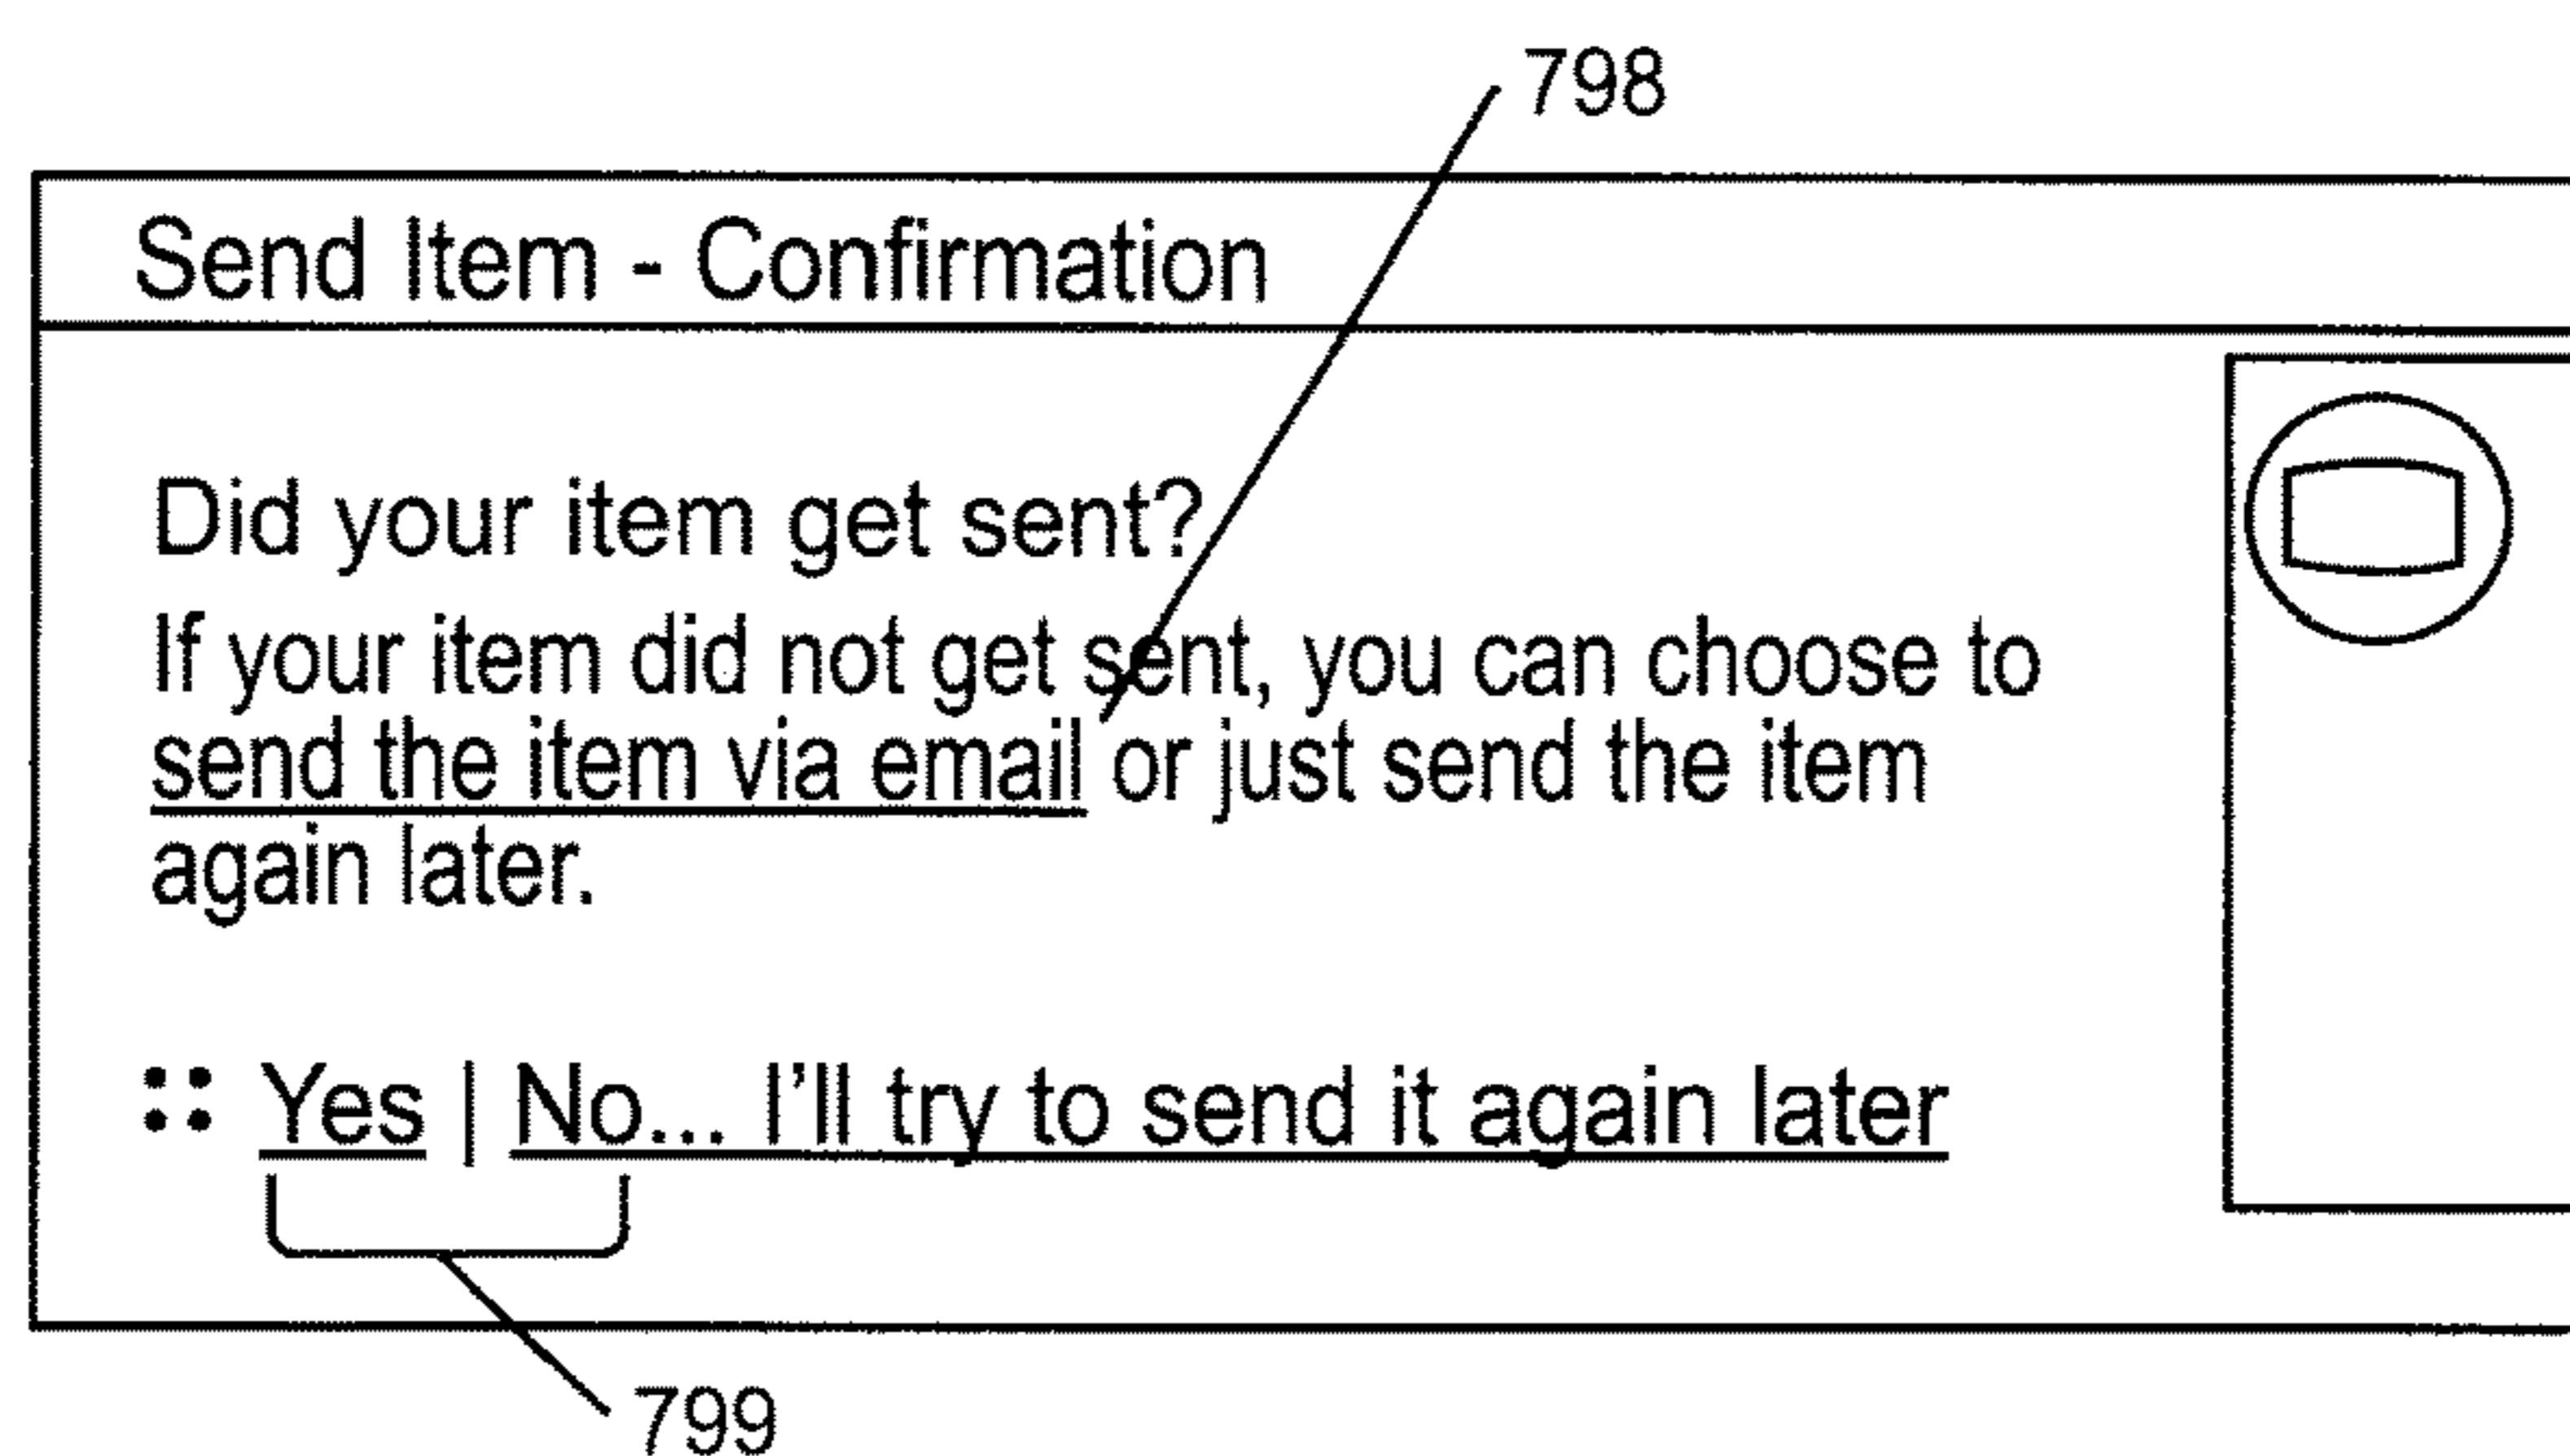 798
Send Item - Confirmation
Did your item get sent?
If your item did not get sent, you can choose to
send the item via email or just send the item
again later.
Yes | No... I'll try to send it again later
799